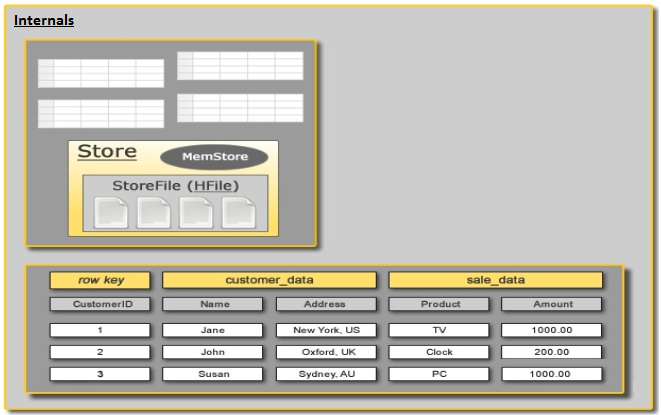 Internals
Store MemStore
StoreFile (HFile)
row key customer_data sale_data
CustomerID Name Address Product Amount
1 Jane New York, US TV 1000.00
2 John Oxford, UK Clock 200.00
3 Susan Sydney, AU PC 1000.00